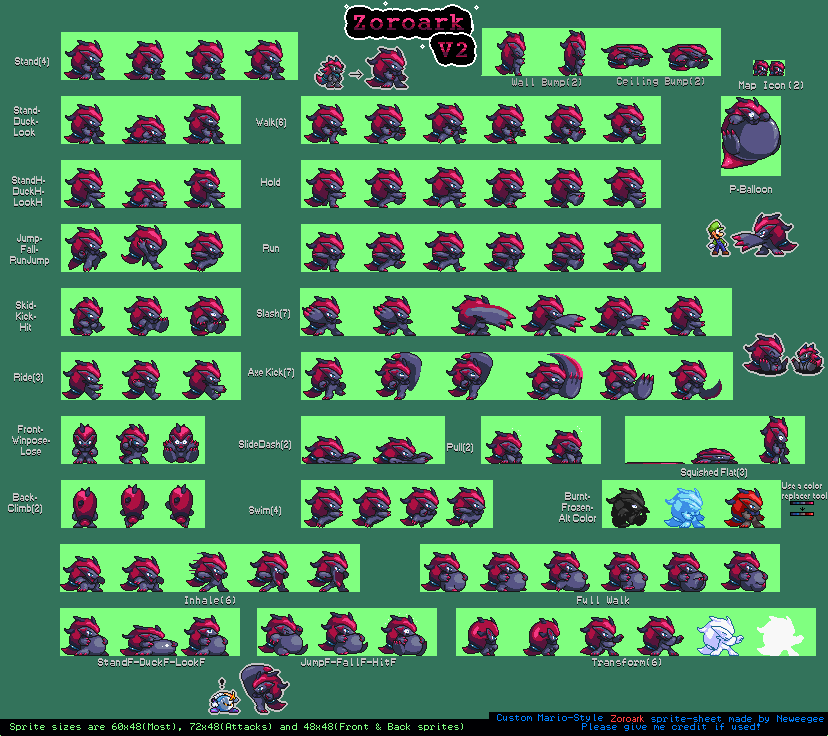 Zoroark
V2
Stand(4)
Wall Bump(2)
Ceiling Bump(2)
Map Icon(2)
Stand-
Duck-
Look
Walk(6)
P-Balloon
StandH-
DuckH-
LookH
Hold
Jump-
Fall-
RunJump
Run
Skid-
Kick-
Hit
Slash(7)
Ride(3)
Axe Kick(7)
Front-
Winpose-
Lose
SlideDash(2)
Pull(2)
Squished Flat(3)
Back-
Climb(2)
Swim(4)
Burnt-
Frozen-
Alt Color
Use a color
replacer tool
Inhale(6)
Full Walk
StandF-DuckF-LookF
JumpF-FallF-HitF
Transform(6)
!
Sprite sizes are 60x48(Most), 72x48(Attacks) and 48x48(Front & Back sprites)
Custom Mario-Style Zoroark sprite-sheet made by Neweegee
Please give me credit if used!